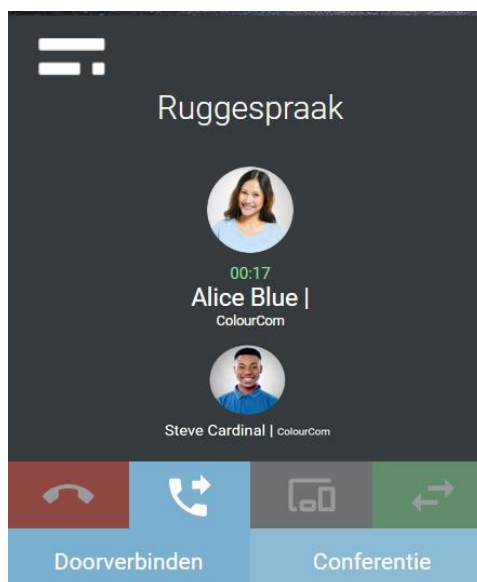 Ruggespraak
00:17
Alice Blue |
ColourCom
Steve Cardinal | ColourCom
Doorverbinden
Conferentie